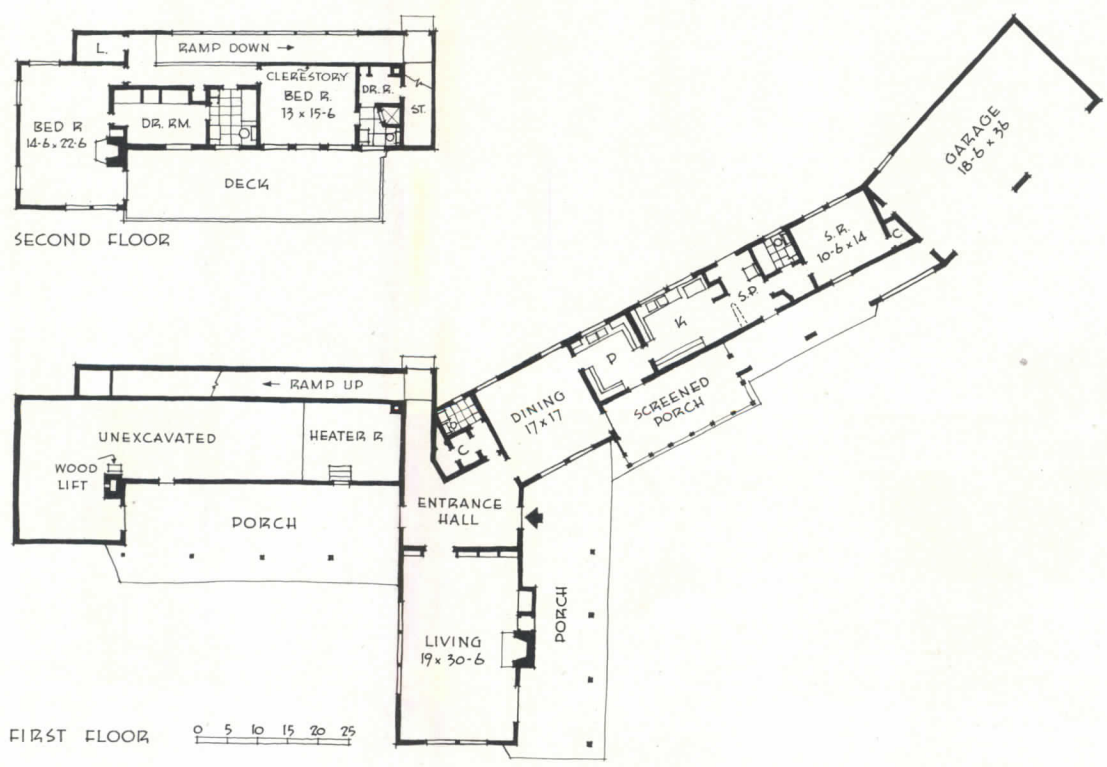 L.
RAMP DOWN →
CLERESTORY
BED R.
13 x 15-6
DR. R.
ST.
BED R
14-6 x 22-6
DR. RM.
DECK
SECOND FLOOR
GARAGE
18-6 x 36
S.R.
10-6 x 14
C
S.P.
K
P
SCREENED
PORCH
DINING
17 x 17
C
← RAMP UP
UNEXCAVATED
HEATER R
WOOD
LIFT
PORCH
ENTRANCE
HALL
LIVING
19 x 30-6
PORCH
FIRST FLOOR
0 5 10 15 20 25